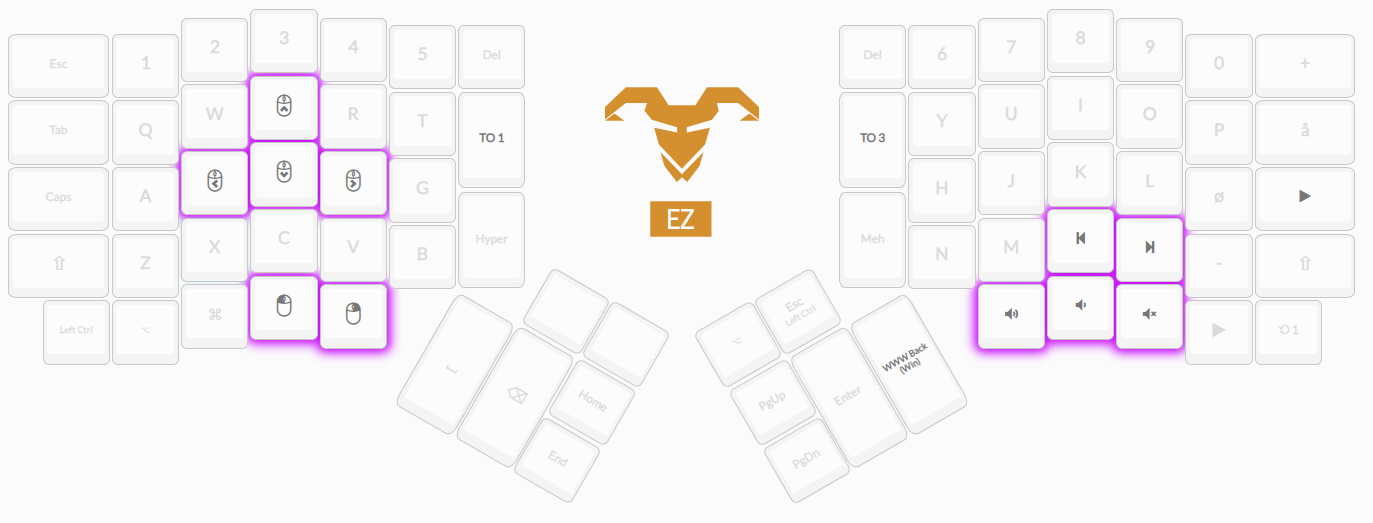 Esc 1 2 3 4 5 Del
Tab Q W R T TO 1
Caps A G
⇧ Z X C V B Hyper
Left Ctrl ⌥ ⌘
Home
End
EZ
Del 6 7 8 9 0 +
TO 3 Y U I O P å
H J K L ø
Meh N M - ⇧
1
⌥ Esc
Left Ctrl
PgUp Enter WWW Back
(Win)
PgDn